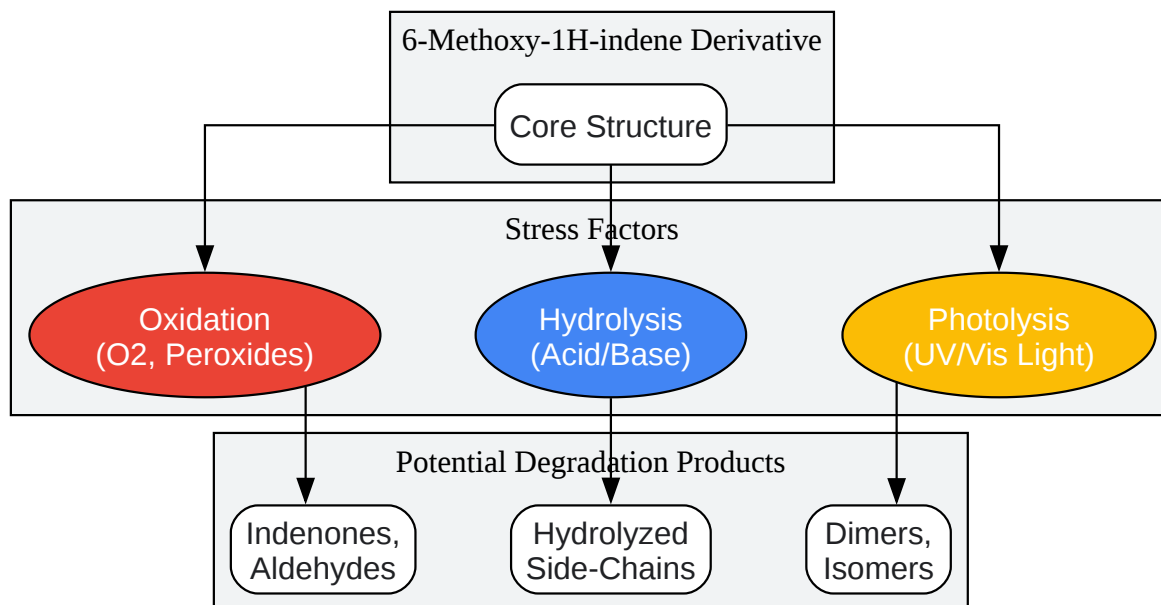 6-Methoxy-1H-indene Derivative
Core Structure
Stress Factors
Oxidation
(O2, Peroxides)
Hydrolysis
(Acid/Base)
Photolysis
(UV/Vis Light)
Potential Degradation Products
Indenones,
Aldehydes
Hydrolyzed
Side-Chains
Dimers,
Isomers